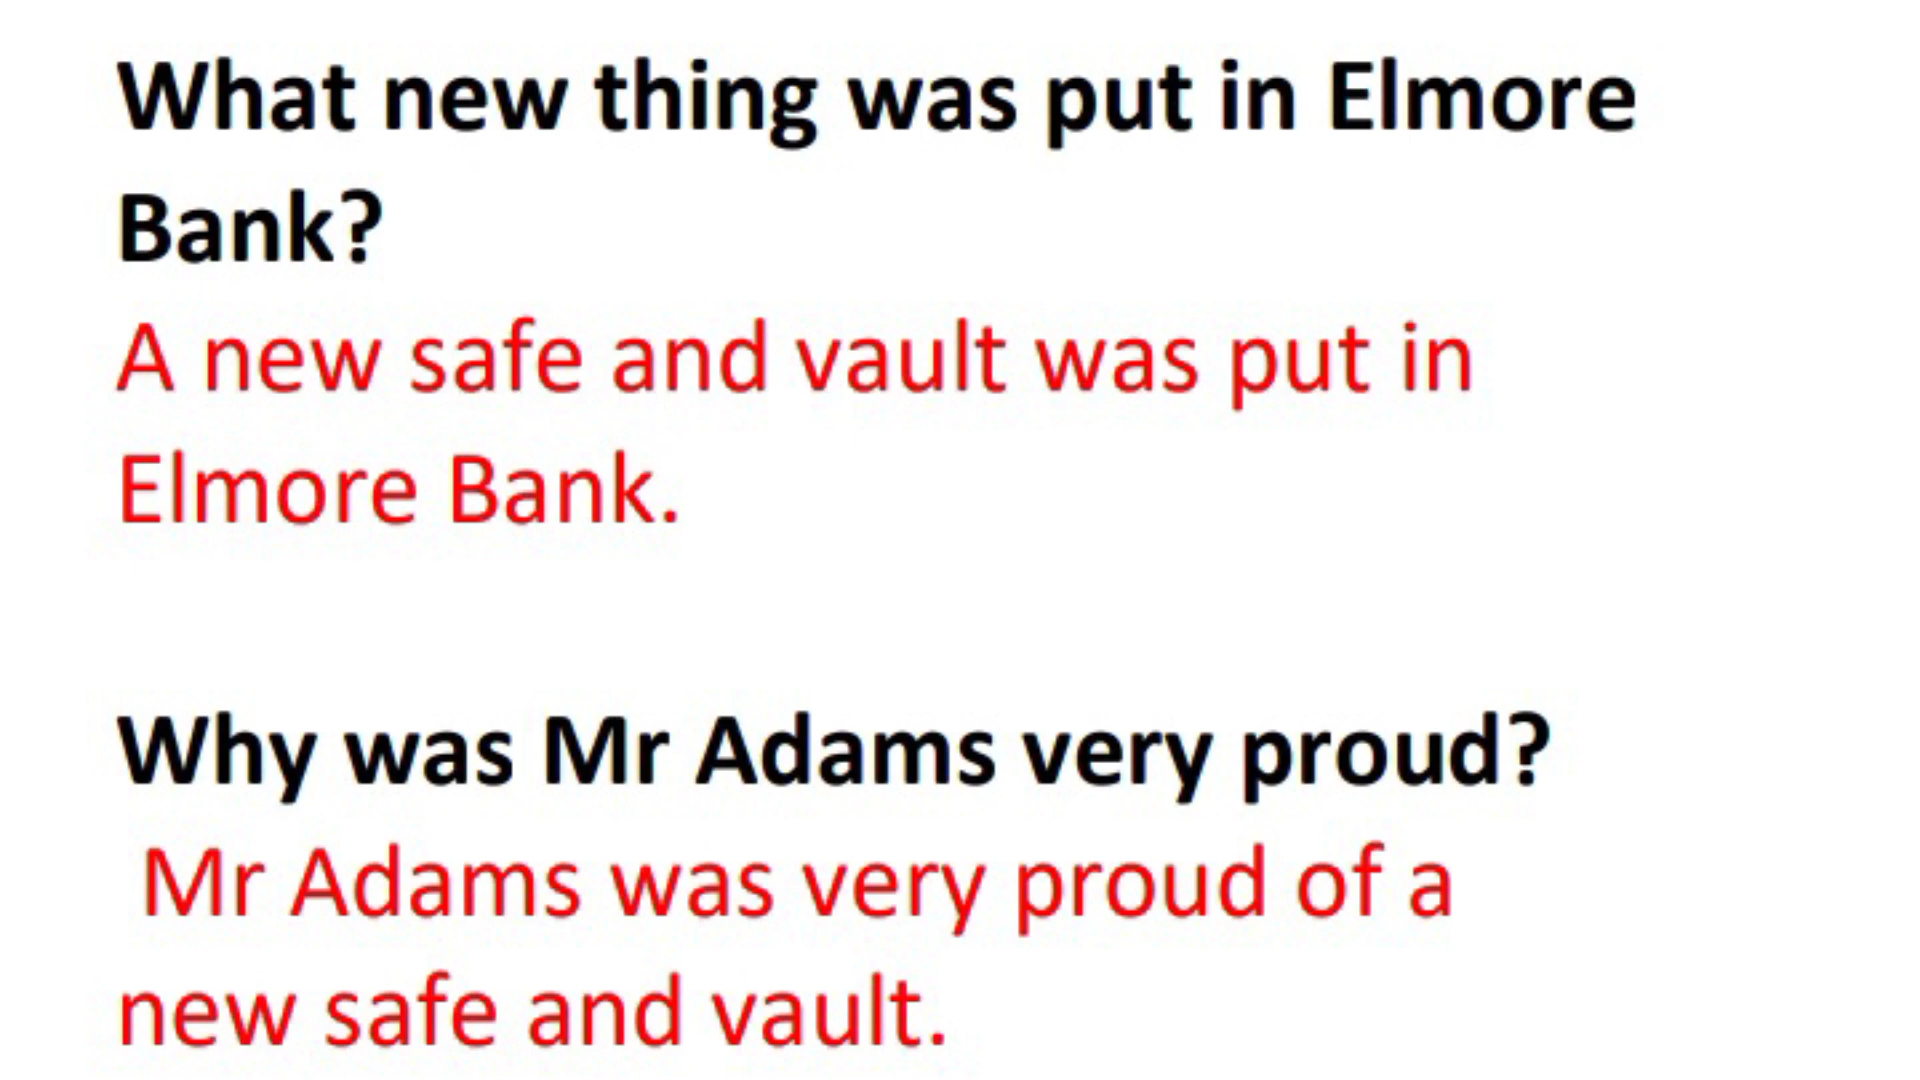 What new thing was put in Elmore
Bank?
A new safe and vault was put in
Elmore Bank.
Why was Mr Adams very proud?
Mr Adams was very proud of a
new safe and vault.